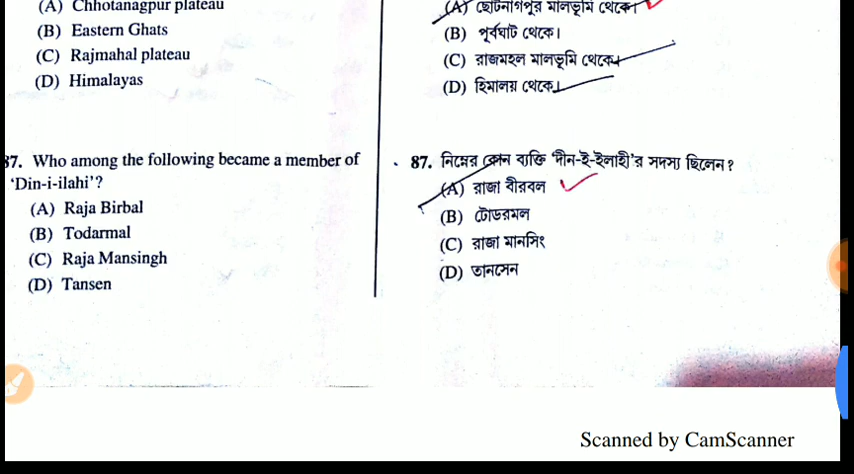 (A) Chhotanagpur plateau
(B) Eastern Ghats
(C) Rajmahal plateau
(D) Himalayas
37. Who among the following became a member of
‘Din-i-ilahi’?
(A) Raja Birbal
(B) Todarmal
(C) Raja Mansingh
(D) Tansen
(A) ছোটনাগপুর মালভূমি থেকে।
(B) পূর্বঘাট থেকে।
(C) রাজমহল মালভূমি থেকে।
(D) হিমালয় থেকে।
87. নিম্নের কোন ব্যক্তি ‘দীন-ই-ইলাহী’র সদস্য ছিলেন?
(A) রাজা বীরবল
(B) টোডরমল
(C) রাজা মানসিং
(D) তানসেন
Scanned by CamScanner